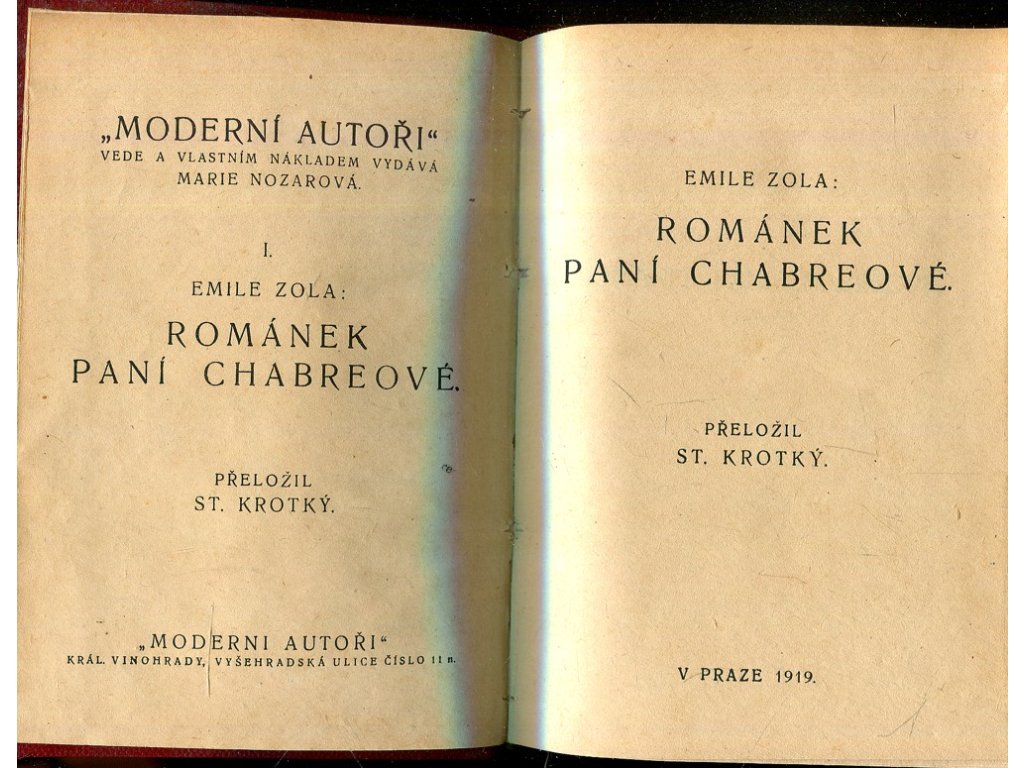 „MODERNÍ AUTOŘI“
VEDE A VLASTNÍM NÁKLADEM VYDÁVÁ
MARIE NOZAROVÁ.
I.
EMILE ZOLA:
ROMÁNEK
PANÍ CHABREOVÉ.
PŘELOŽIL
ST. KROTKÝ.
„MODERNI AUTOŘI“
KRÁL. VINOHRADY, VYŠEHRADSKÁ ULICE ČÍSLO 11 n.
EMILE ZOLA:
ROMÁNEK
PANÍ CHABREOVÉ.
PŘELOŽIL
ST. KROTKÝ.
V PRAZE 1919.